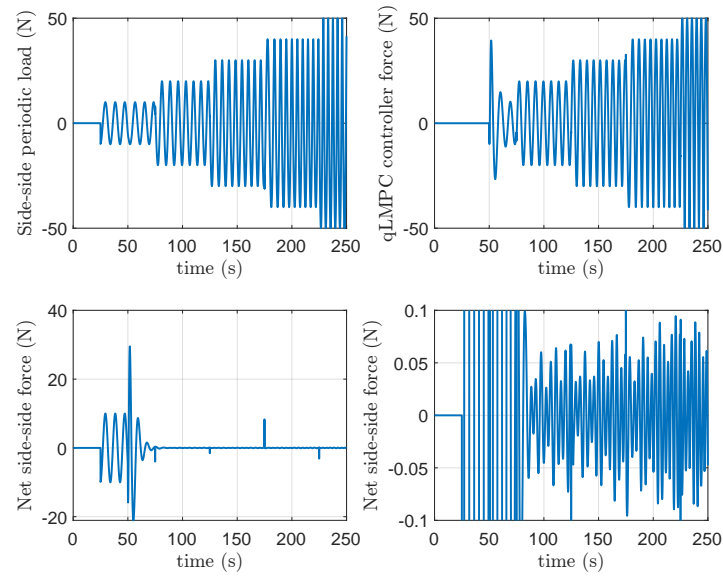 50
0
-50
Side-side periodic load (N)
0 50 100 150 200 250
time (s)
50
0
-50
qLMPC controller force (N)
0 50 100 150 200 250
time (s)
40
20
0
-20
Net side-side force (N)
0 50 100 150 200 250
time (s)
0.1
0.05
0
-0.05
-0.1
Net side-side force (N)
0 50 100 150 200 250
time (s)